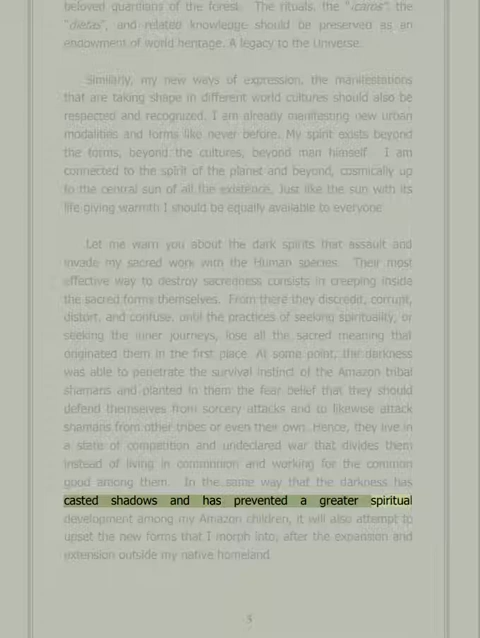 beloved guardians of the forest. The rituals, the "icaros", the
"dietas", and related knowledge should be preserved as an
endowment of world heritage. A legacy to the Universe.
Similarly, my new ways of expression, the manifestations
that are taking shape in different world cultures should also be
respected and recognized. I am already manifesting new urban
modalities and forms like never before. My spirit exists beyond
the forms, beyond the cultures, beyond man himself. I am
connected to the spirit of the planet and beyond, cosmically up
to the central sun of all the existence. Just like the sun with its
life giving warmth I should be equally available to everyone
Let me warn you about the dark spirits that assault and
invade my sacred work with the Human species. Their most
effective way to destroy sacredness consists in creeping inside
the sacred forms themselves. From there they discredit, corrupt,
distort, and confuse, until the practices of seeking spirituality, or
seeking the inner journeys, lose all the sacred meaning that
originated them in the first place. At some point, the darkness
was able to penetrate the survival instinct of the Amazon tribal
shamans and planted in them the fear belief that they should
defend themselves from sorcery attacks and to likewise attack
shamans from other tribes or even their own. Hence, they live in
a state of competition and undeclared war that divides them
instead of living in communion and working for the common
good among them. In the same way that the darkness has
casted shadows and has prevented a greater spiritual
development among my Amazon children, it will also attempt to
upset the new forms that I morph into, after the expansion and
extension outside my native homeland.